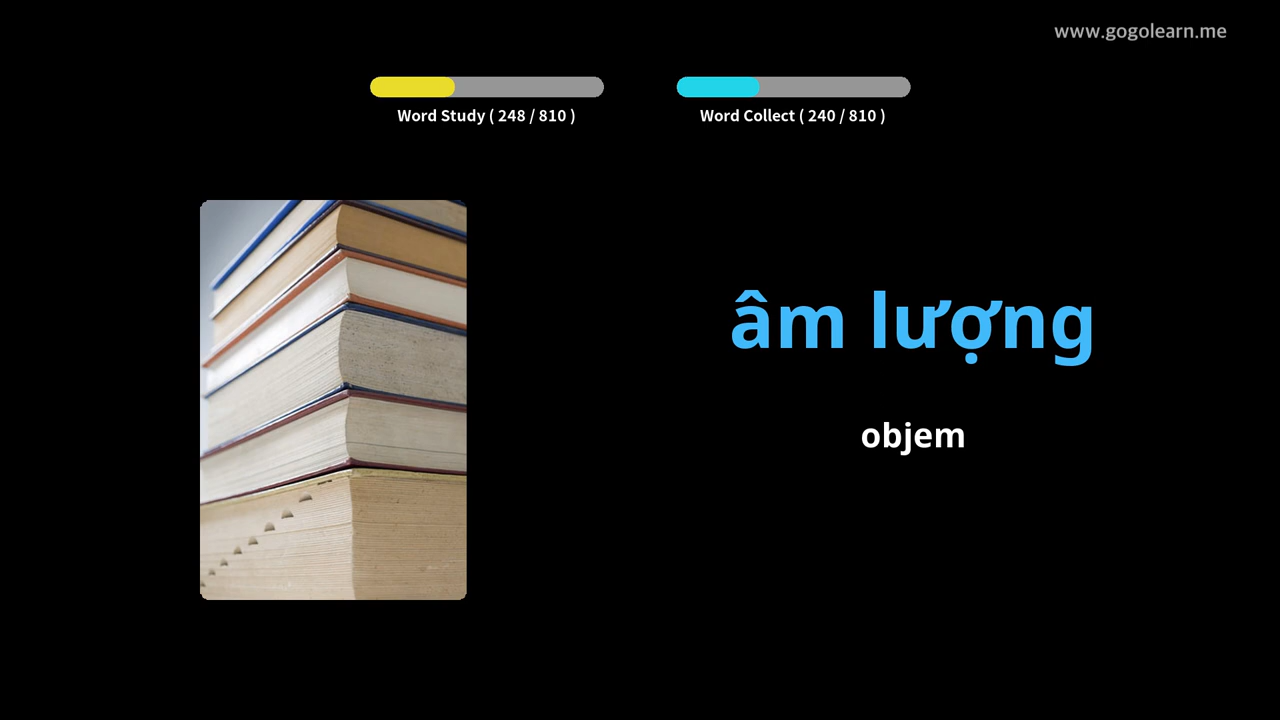 www.gogolearn.me
Word Study ( 248 / 810 )
Word Collect ( 240 / 810 )
âm lượng
objem